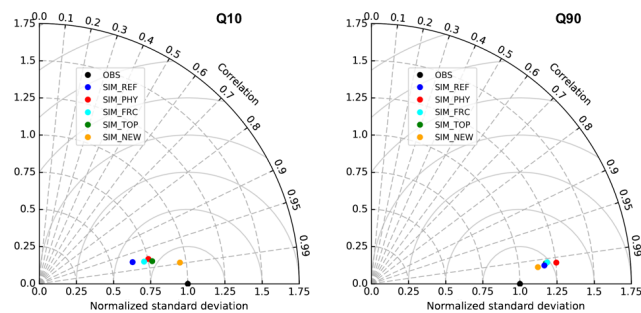 Q10
Correlation
0.0 0.1 0.2 0.3 0.4 0.5 0.6 0.7 0.8 0.9 0.95 0.99
1.75
1.50
1.25
1.0
0.75
0.50
0.25
0.0
OBS
SIM_REF
SIM_PHY
SIM_FRC
SIM_TOP
SIM_NEW
0.0 0.25 0.50 0.75 1.0 1.25 1.5 1.75
Normalized standard deviation
Q90
Correlation
0.0 0.1 0.2 0.3 0.4 0.5 0.6 0.7 0.8 0.9 0.95 0.99
1.75
1.5
1.25
1.0
0.75
0.50
0.25
0.0
OBS
SIM_REF
SIM_PHY
SIM_FRC
SIM_TOP
SIM_NEW
0.0 0.25 0.50 0.75 1.0 1.25 1.5 1.75
Normalized standard deviation